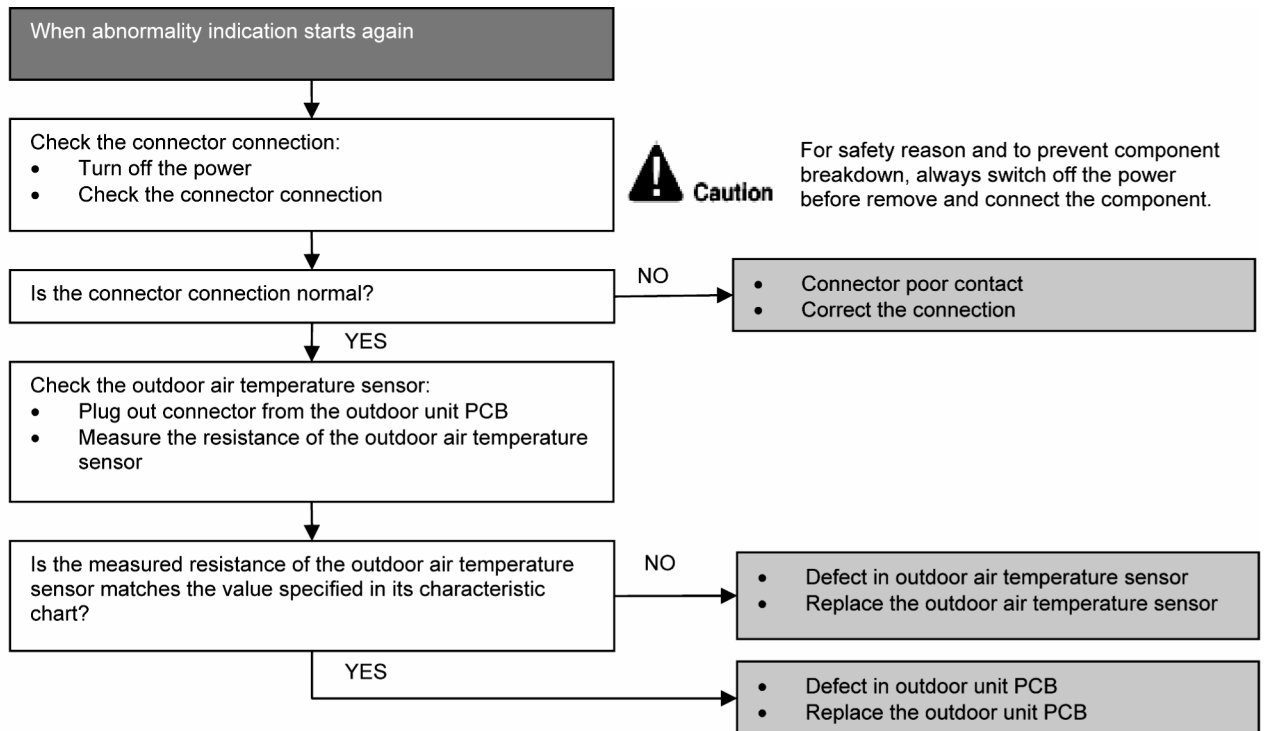 When abnormality indication starts again
Check the connector connection:
• Turn off the power
• Check the connector connection
Caution
For safety reason and to prevent component
breakdown, always switch off the power
before remove and connect the component.
Is the connector connection normal?
NO
• Connector poor contact
• Correct the connection
YES
Check the outdoor air temperature sensor:
• Plug out connector from the outdoor unit PCB
• Measure the resistance of the outdoor air temperature
sensor
Is the measured resistance of the outdoor air temperature
sensor matches the value specified in its characteristic
chart?
NO
• Defect in outdoor air temperature sensor
• Replace the outdoor air temperature sensor
YES
• Defect in outdoor unit PCB
• Replace the outdoor unit PCB